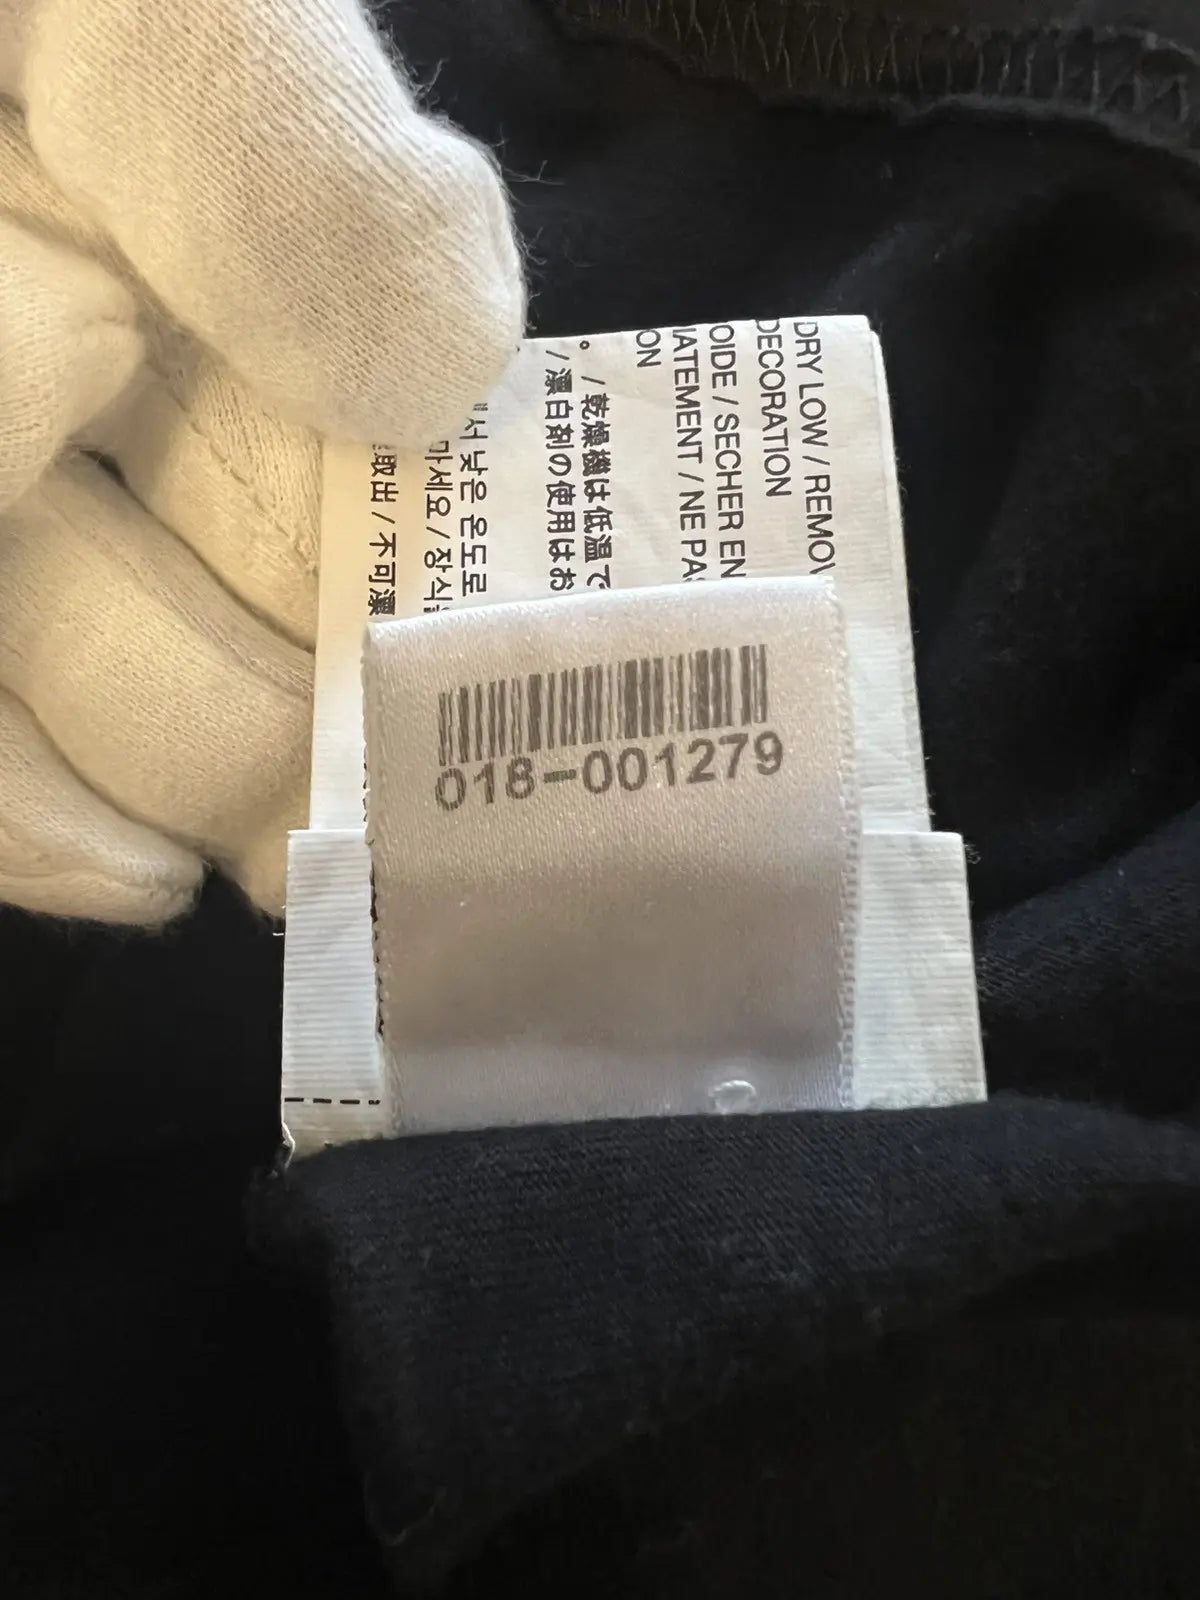 DRY LOW / REMOV
DECORATION
OIDE / SECHER EN
IATEMENT / NE PAS
ON
。/ 乾燥機は低温で
/ 漂白剤の使用はお
서 낮은 온도로
마세요 / 장식
取出 / 不可漂
018-001279